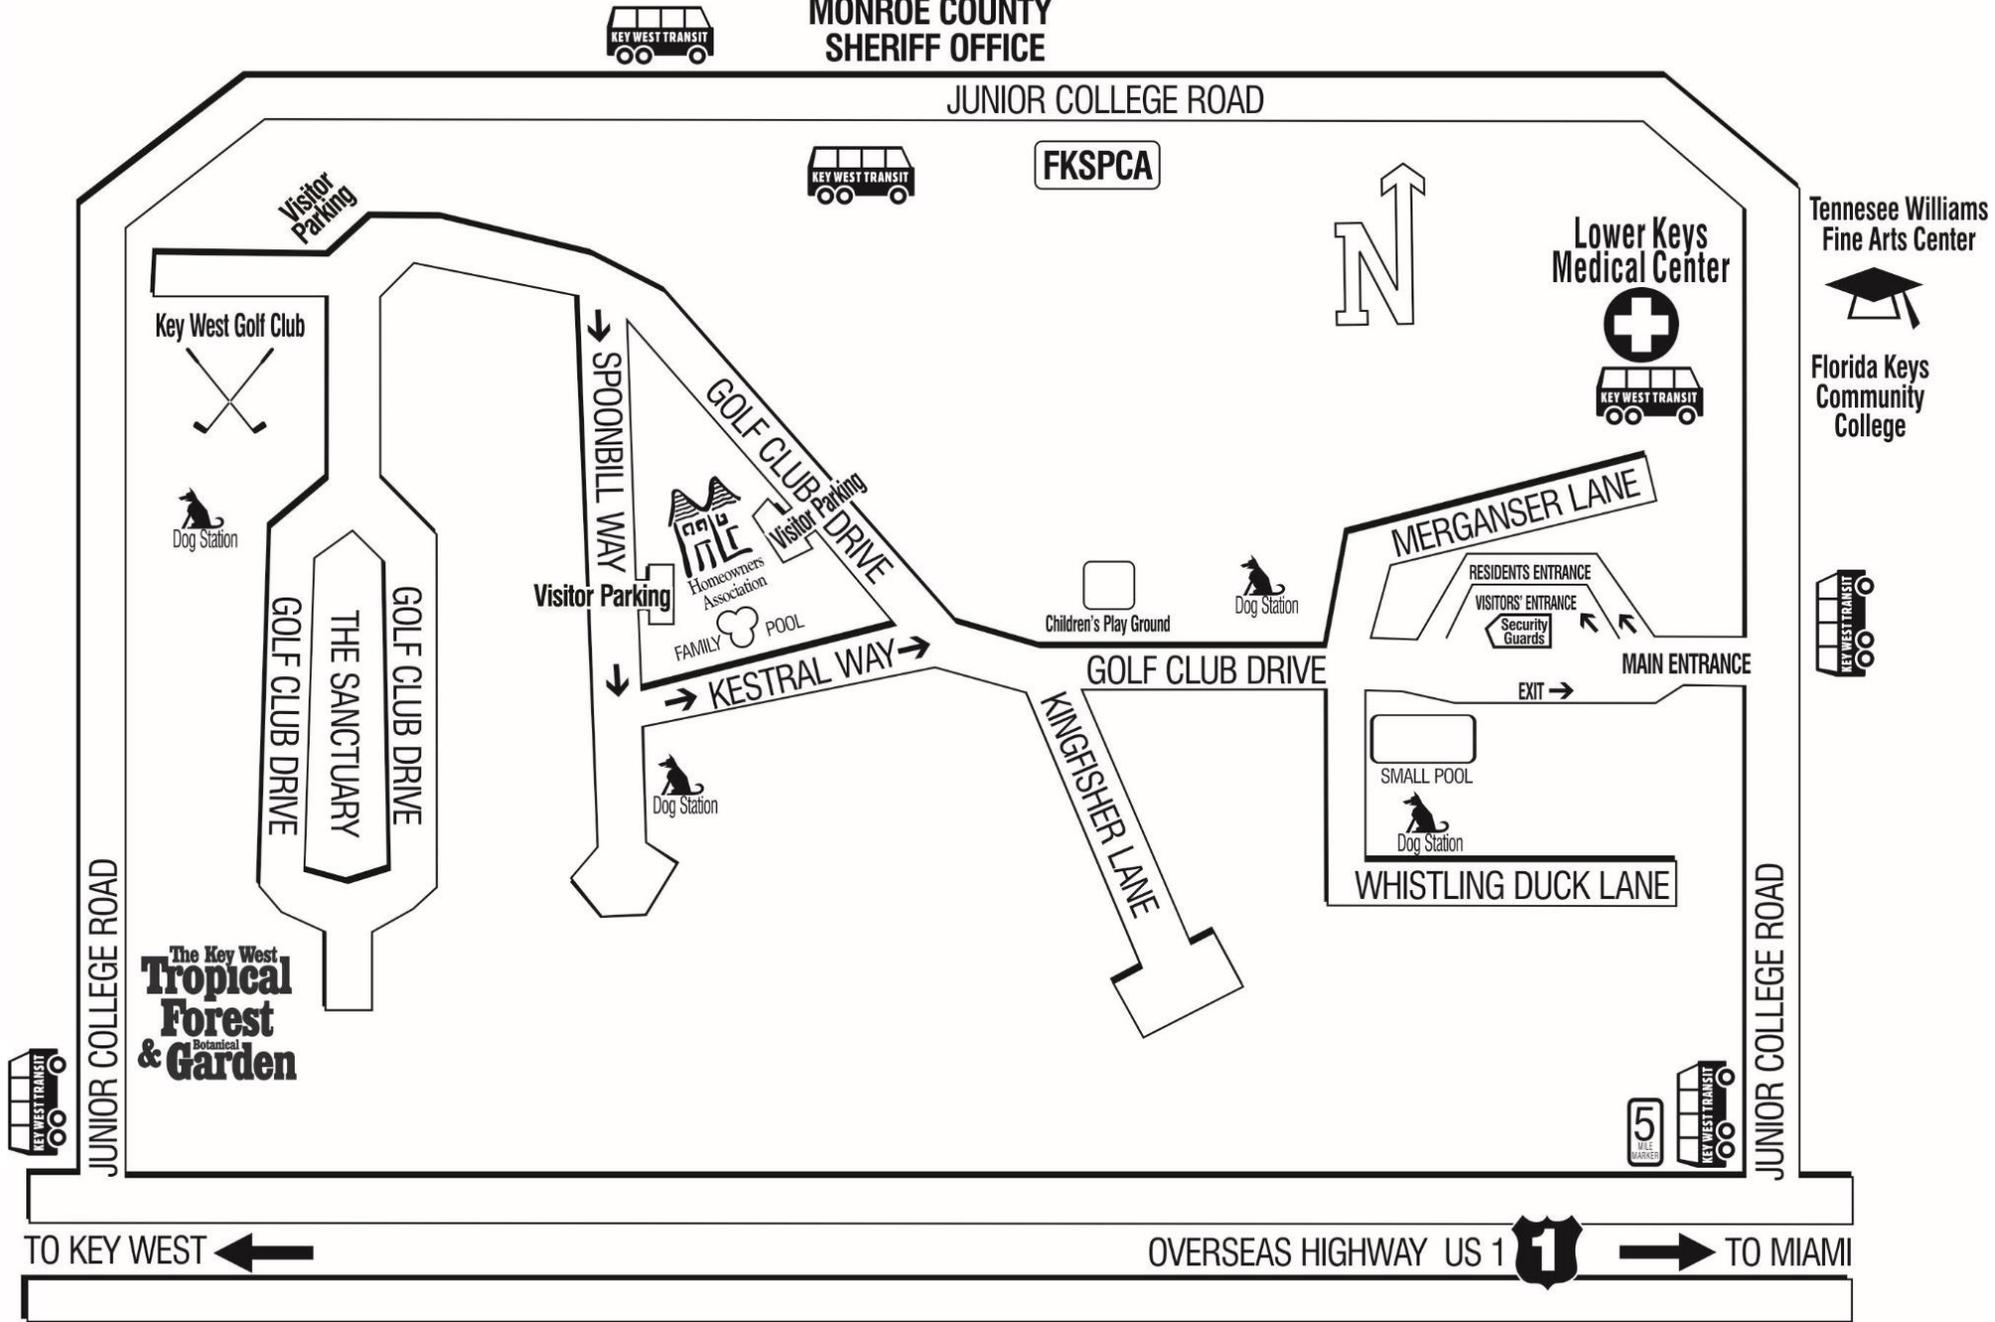 MONROE COUNTY
SHERIFF OFFICE
KEY WEST TRANSIT
JUNIOR COLLEGE ROAD
KEY WEST TRANSIT
FKSPCA
Visitor
Parking
N
Tennesee Williams
Fine Arts Center
Lower Keys
Medical Center
KEY WEST TRANSIT
Florida Keys
Community
College
Key West Golf Club
SPOONBILL WAY
GOLF CLUB DRIVE
Visitor Parking
Dog Station
Homeowners
Association
Visitor Parking
FAMILY POOL
KESTRAL WAY
Children's Play Ground
Dog Station
MERGANSER LANE
RESIDENTS ENTRANCE
VISITORS' ENTRANCE
Security
Guards
MAIN ENTRANCE
EXIT
KEY WEST TRANSIT
GOLF CLUB DRIVE
GOLF CLUB DRIVE
THE SANCTUARY
GOLF CLUB DRIVE
Dog Station
KINGFISHER LANE
SMALL POOL
Dog Station
WHISTLING DUCK LANE
JUNIOR COLLEGE ROAD
The Key West
Tropical
Forest
& Botanical Garden
KEY WEST TRANSIT
5
MILE
MARKER
KEY WEST TRANSIT
JUNIOR COLLEGE ROAD
TO KEY WEST
OVERSEAS HIGHWAY US 1
1
TO MIAMI